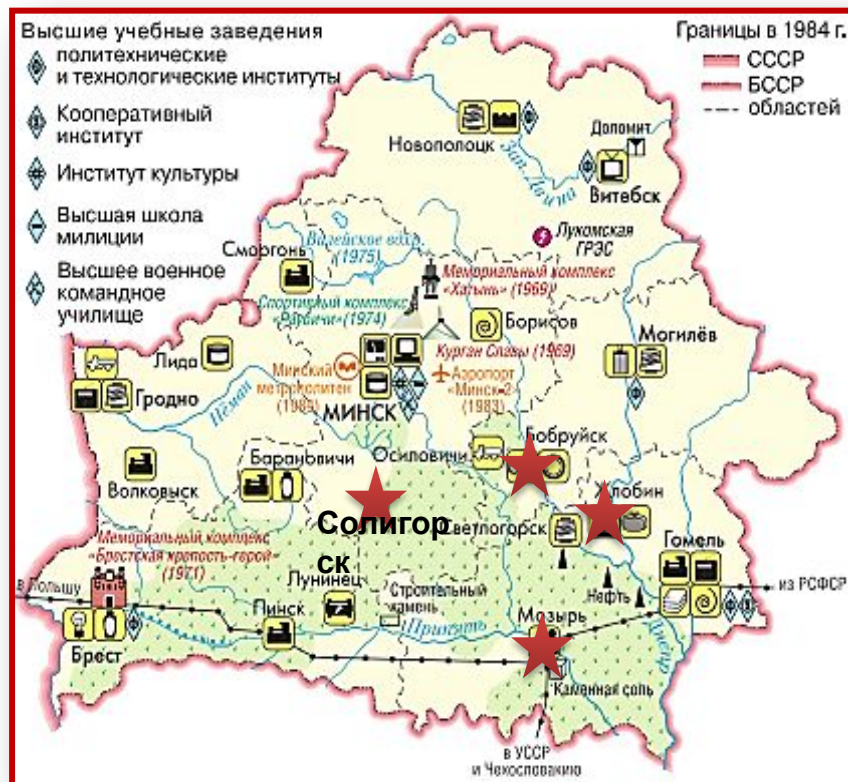 Высшие учебные заведения
политехнические
и технологические институты
Кооперативный
институт
Институт культуры
Высшая школа
милиции
Высшее военное
командное
училище
Границы в 1984 г.
СССР
БССР
областей
Новополоцк
Зап. Двина
Доломит
Витебск
Лукомская
ГРЭС
Сморгонь
Вилейское вдхр.
(1975)
Мемориальный комплекс
«Хатынь» (1969)
Спортивный комплекс
«Раубичи» (1974)
Борисов
Курган Славы (1969)
Могилёв
Лида
Минский
метрополитен
Аэропорт
«Минск-2»
(1983)
МИНСК
Гродно
Неман
Осиповичи
Бобруйск
Барановичи
Волковыск
Солигор
ск
Светлогорск
Гомель
Мемориальный комплекс
«Брестская крепость-герой»
(1971)
в Польшу
из РСФСР
Лунинец
Строительный
камень
Нефть
Пинск
Припять
Мозырь
Днепр
Брест
Каменная соль
в УССР
и Чехословакию